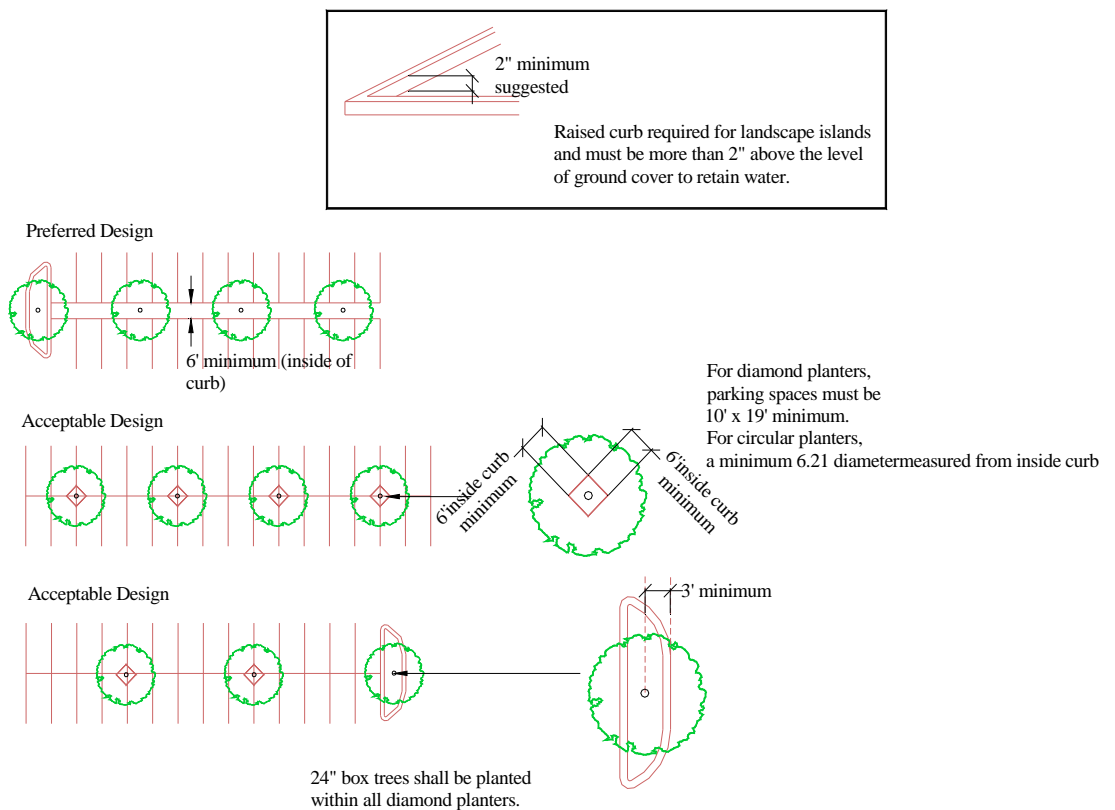 2" minimum
suggested
Raised curb required for landscape islands
and must be more than 2" above the level
of ground cover to retain water.
Preferred Design
6' minimum (inside of
curb)
For diamond planters,
parking spaces must be
10' x 19' minimum.
For circular planters,
a minimum 6.21 diametermeasured from inside curb
Acceptable Design
6'inside curb
minimum
6'inside curb
minimum
Acceptable Design
3' minimum
24" box trees shall be planted
within all diamond planters.